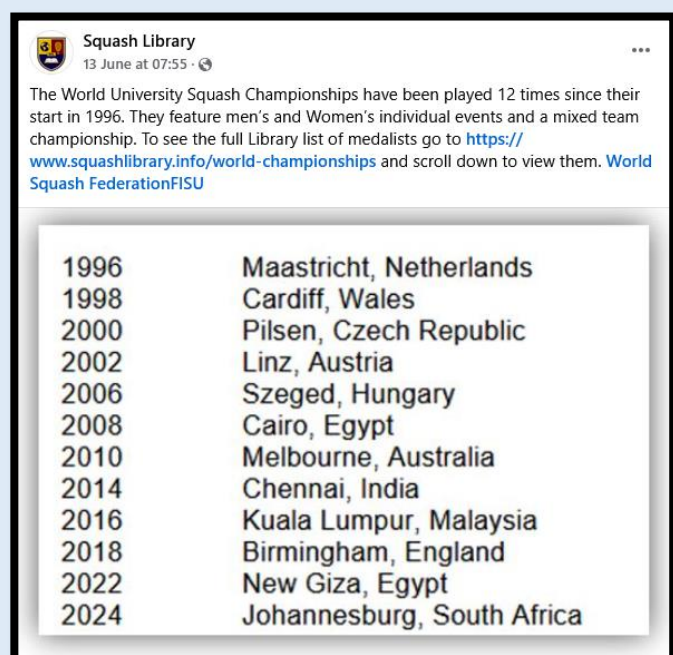 Squash Library
13 June at 07:55 ·
The World University Squash Championships have been played 12 times since their
start in 1996. They feature men's and Women's individual events and a mixed team
championship. To see the full Library list of medalists go to https://
www.squashlibrary.info/world-championships and scroll down to view them. World
Squash FederationFISU
1996 Maastricht, Netherlands
1998 Cardiff, Wales
2000 Pilsen, Czech Republic
2002 Linz, Austria
2006 Szeged, Hungary
2008 Cairo, Egypt
2010 Melbourne, Australia
2014 Chennai, India
2016 Kuala Lumpur, Malaysia
2018 Birmingham, England
2022 New Giza, Egypt
2024 Johannesburg, South Africa